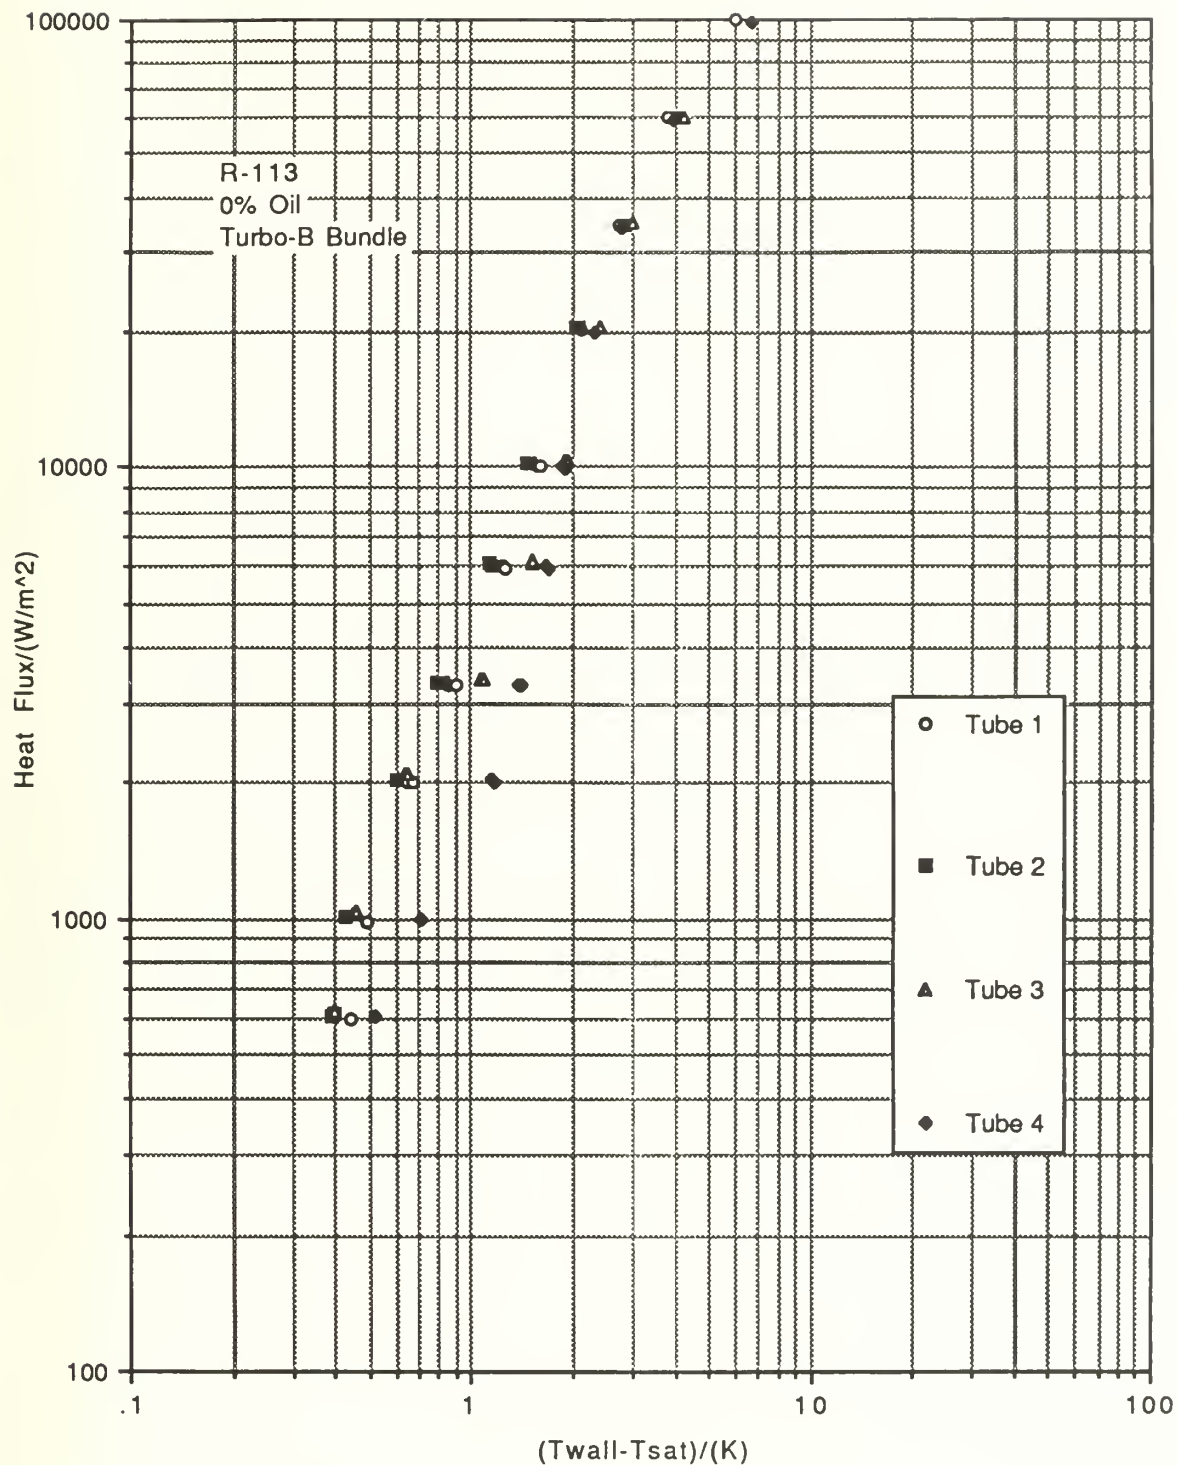 100000
R-113
0% Oil
Turbo-B Bundle
10000
Heat Flux/(W/m^2)
Tube 1
Tube 2
1000
Tube 3
Tube 4
100
.1
1
10
100
(Twall-Tsat)/(K)